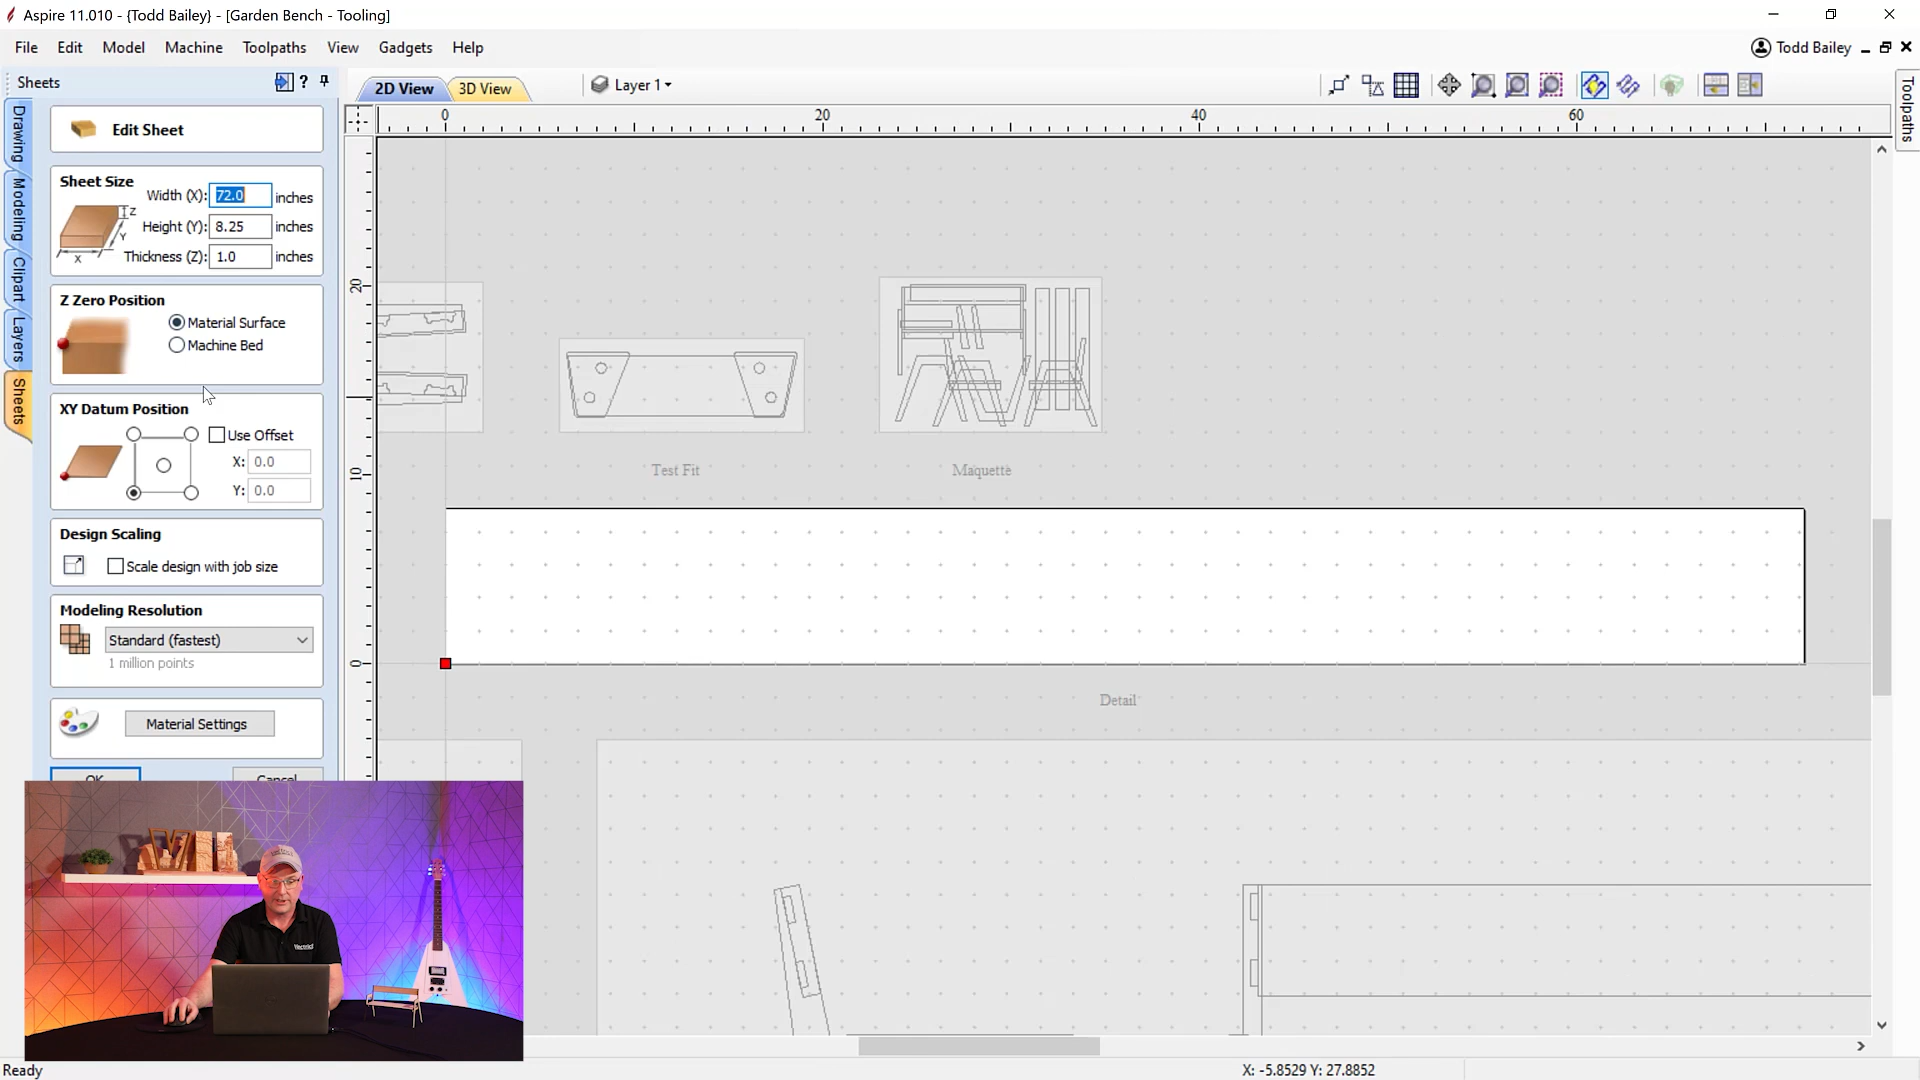 Aspire 11.010 - {Todd Bailey} - [Garden Bench - Tooling]
File Edit Model Machine Toolpaths View Gadgets Help
Todd Bailey
Sheets
?
2D View
3D View
Layer 1
Toolpaths
Drawing
Modeling
Clipart
Layers
Sheets
Edit Sheet
Sheet Size
Width (X): 72.0 inches
Height (Y): 8.25 inches
Thickness (Z): 1.0 inches
Z
Y
X
Z Zero Position
Material Surface
Machine Bed
XY Datum Position
Use Offset
X: 0.0
Y: 0.0
Design Scaling
Scale design with job size
Modeling Resolution
Standard (fastest)
1 million points
Material Settings
OK
Cancel
0 20 40 60
20
10
0
Test Fit
Maquette
Detail
Ready
X: -5.8529 Y: 27.8852